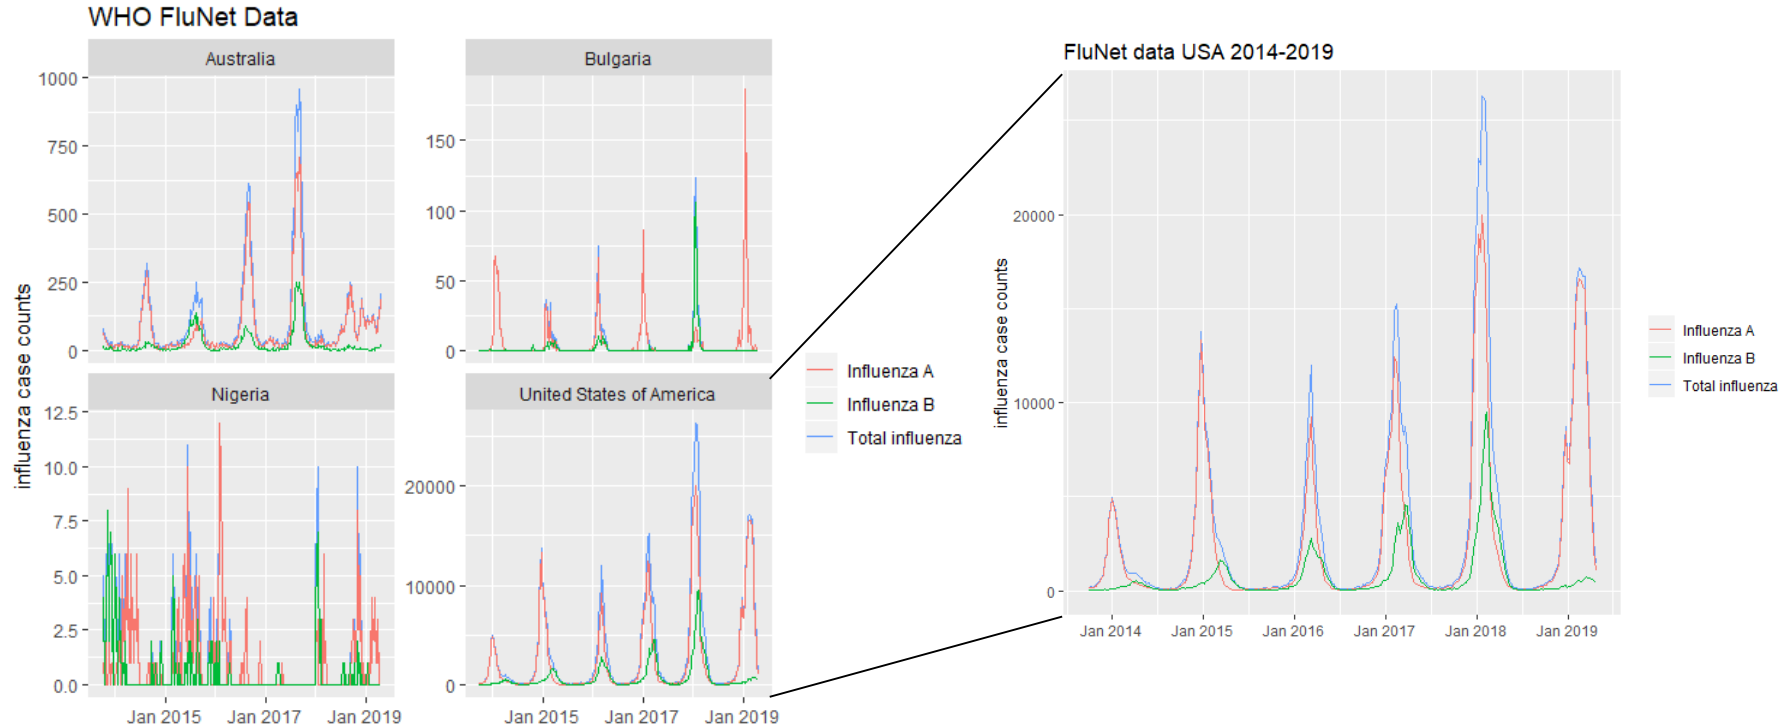 WHO FluNet Data
Australia
Bulgaria
1000
750
500
250
0
150
100
50
0
influenza case counts
Nigeria
United States of America
12.5
10.0
7.5
5.0
2.5
0.0
20000
10000
0
Jan 2015 Jan 2017 Jan 2019
Jan 2015 Jan 2017 Jan 2019
Influenza A
Influenza B
Total influenza
FluNet data USA 2014-2019
influenza case counts
20000
10000
0
Jan 2014 Jan 2015 Jan 2016 Jan 2017 Jan 2018 Jan 2019
Influenza A
Influenza B
Total influenza